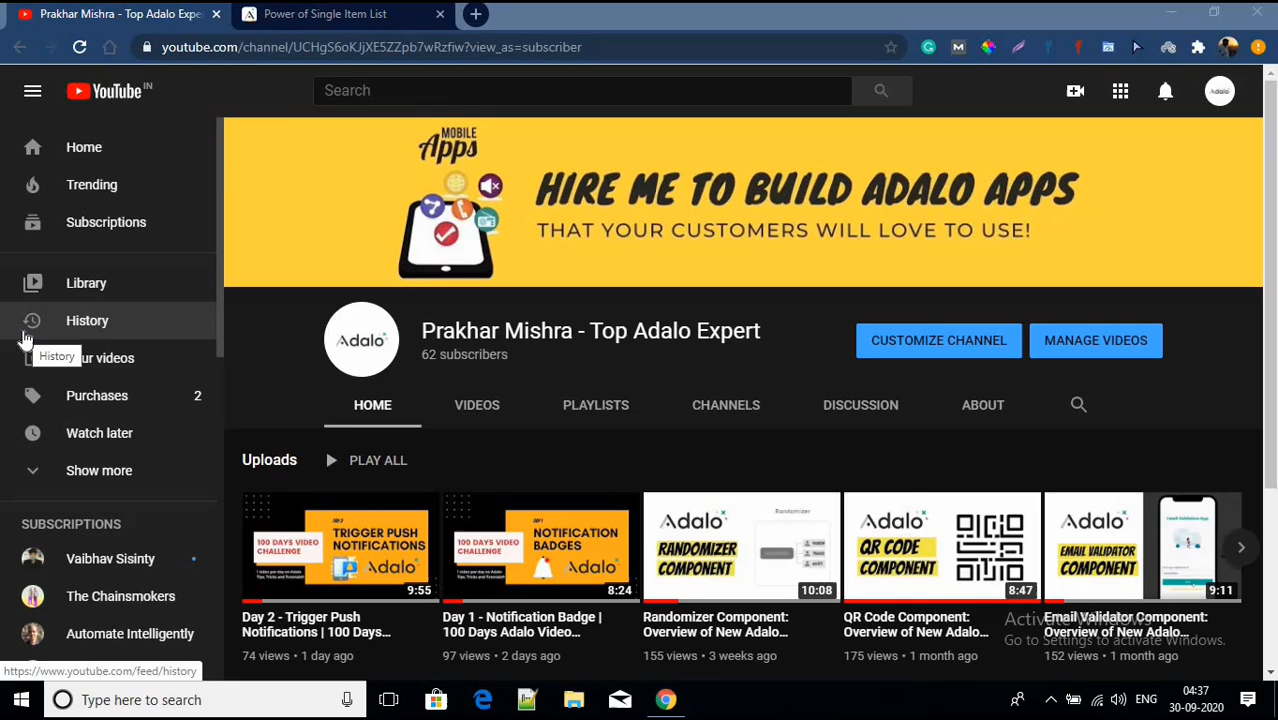 Prakhar Mishra - Top Adalo Expe
Power of Single Item List
youtube.com/channel/UCHgS6oKJjXE5ZZpb7wRzfiw?view_as=subscriber
YouTube IN
Search
Adalo
Home
Trending
Subscriptions
Library
History
ur videos
History
Purchases 2
Watch later
Show more
SUBSCRIPTIONS
Vaibhav Sisinty
The Chainsmokers
Automate Intelligently
https://www.youtube.com/feed/history
MOBILE
Apps
HIRE ME TO BUILD ADALO APPS
THAT YOUR CUSTOMERS WILL LOVE TO USE!
Adalo
Prakhar Mishra - Top Adalo Expert
62 subscribers
CUSTOMIZE CHANNEL
MANAGE VIDEOS
HOME VIDEOS PLAYLISTS CHANNELS DISCUSSION ABOUT
Uploads PLAY ALL
100 DAYS VIDEO
CHALLENGE
DAY 2
TRIGGER PUSH
NOTIFICATIONS
Adalo
9:55
Day 2 - Trigger Push
Notifications | 100 Days...
74 views • 1 day ago
100 DAYS VIDEO
CHALLENGE
DAY 1
NOTIFICATION
BADGES
Adalo
8:24
Day 1 - Notification Badge |
100 Days Adalo Video...
97 views • 2 days ago
Adalo
RANDOMIZER
COMPONENT
Randomizer
10:08
Randomizer Component:
Overview of New Adalo...
155 views • 3 weeks ago
Adalo
QR CODE
COMPONENT
8:47
QR Code Component:
Overview of New Adalo...
175 views • 1 month ago
Adalo
EMAIL VALIDATOR
COMPONENT
Email Validation App
9:11
Email Validator Component:
Overview of New Adalo...
152 views • 1 month ago
Activate Windows
Go to Settings to activate Windows.
Type here to search
ENG
04:37
30-09-2020